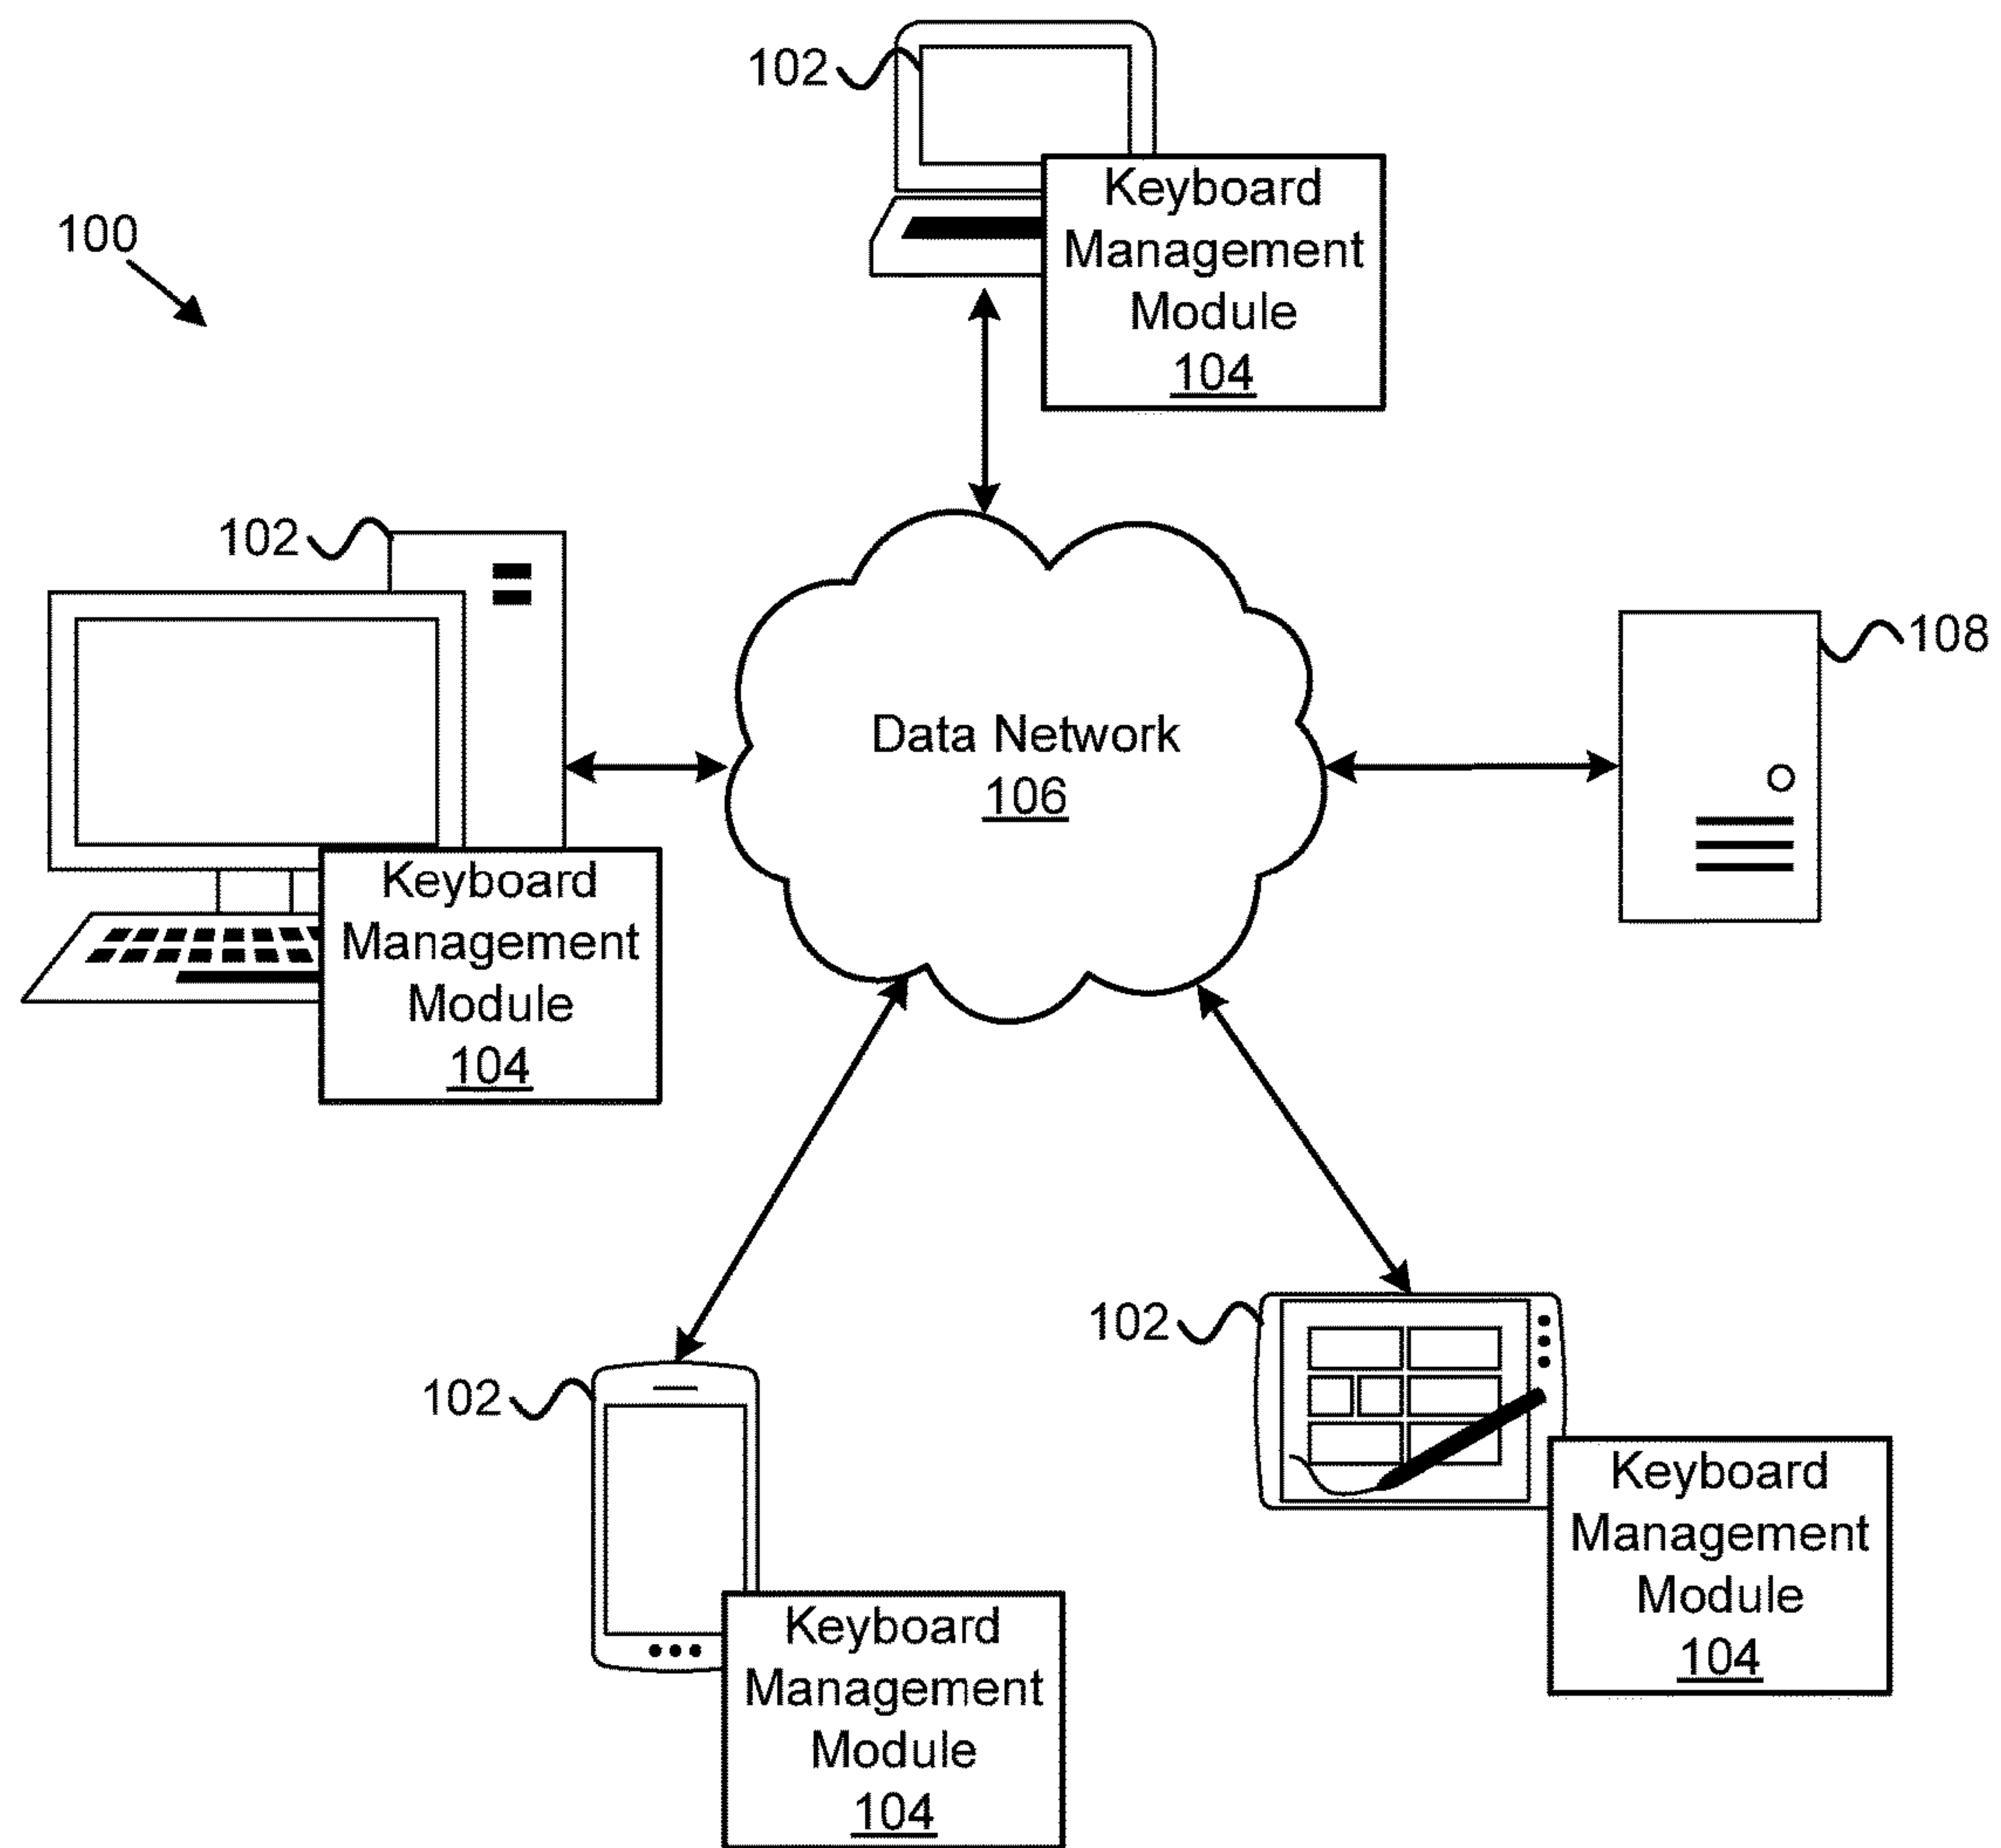 102
Keyboard
Management
Module
104
100
102
Keyboard
Management
Module
104
Data Network
106
108
102
Keyboard
Management
Module
104
102
Keyboard
Management
Module
104